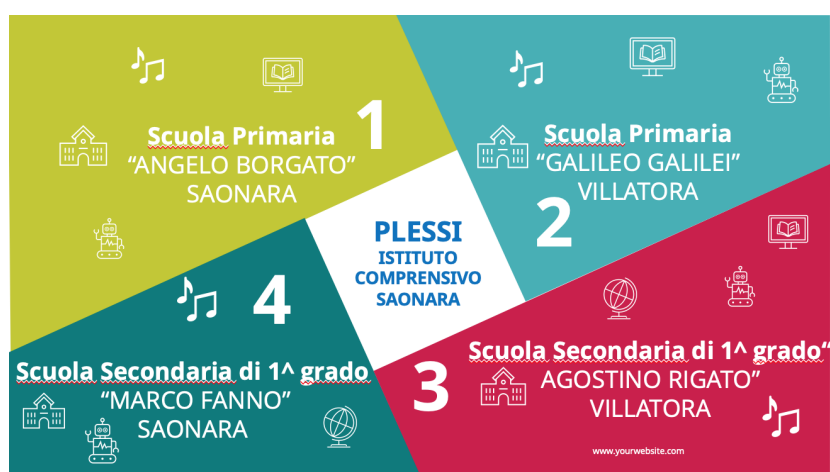 1
Scuola Primaria
“ANGELO BORGATO”
SAONARA
Scuola Primaria
“GALILEO GALILEI”
VILLATORA
2
PLESSI
ISTITUTO
COMPRENSIVO
SAONARA
4
Scuola Secondaria di 1^ grado
“MARCO FANNO”
SAONARA
3
Scuola Secondaria di 1^ grado“
AGOSTINO RIGATO”
VILLATORA
www.yourwebsite.com